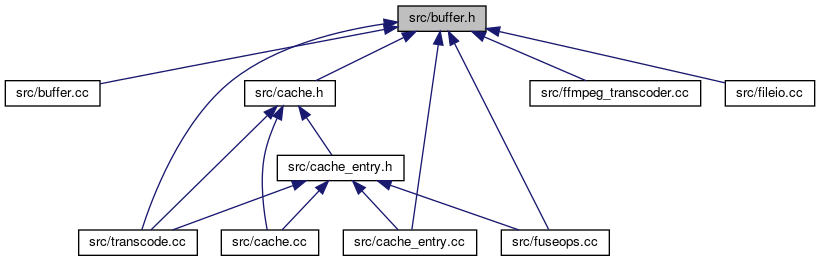 src/buffer.h
src/buffer.cc
src/cache.h
src/ffmpeg_transcoder.cc
src/fileio.cc
src/cache_entry.h
src/transcode.cc
src/cache.cc
src/cache_entry.cc
src/fuseops.cc